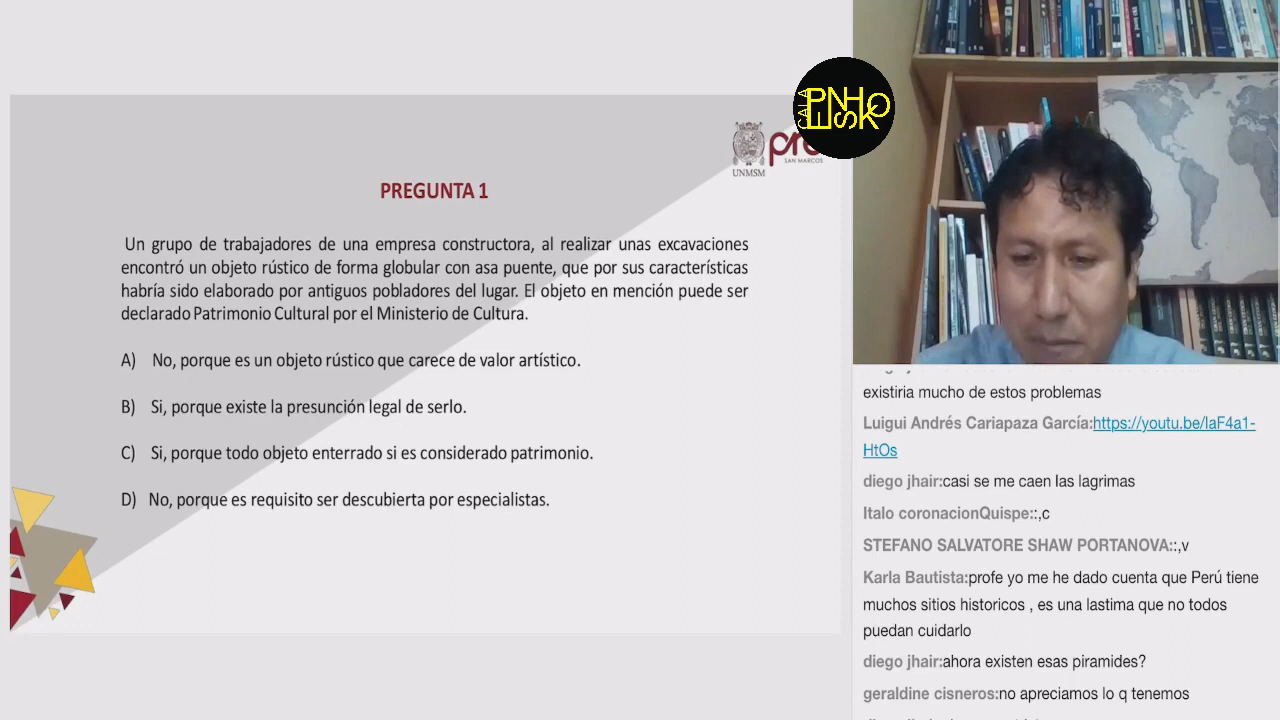 CALA
PENHO
ESK
UNMSM
SAN MARCOS
PREGUNTA 1
Un grupo de trabajadores de una empresa constructora, al realizar unas excavaciones
encontró un objeto rústico de forma globular con asa puente, que por sus características
habría sido elaborado por antiguos pobladores del lugar. El objeto en mención puede ser
declarado Patrimonio Cultural por el Ministerio de Cultura.
A) No, porque es un objeto rústico que carece de valor artístico.
B) Si, porque existe la presunción legal de serlo.
C) Si, porque todo objeto enterrado si es considerado patrimonio.
D) No, porque es requisito ser descubierta por especialistas.
existiria mucho de estos problemas
Luigui Andrés Cariapaza García:https://youtu.be/IaF4a1-
HtOs
diego jhair:casi se me caen las lagrimas
Italo coronacionQuispe::,c
STEFANO SALVATORE SHAW PORTANOVA::,v
Karla Bautista:profe yo me he dado cuenta que Perú tiene
muchos sitios historicos , es una lastima que no todos
puedan cuidarlo
diego jhair:ahora existen esas piramides?
geraldine cisneros:no apreciamos lo q tenemos